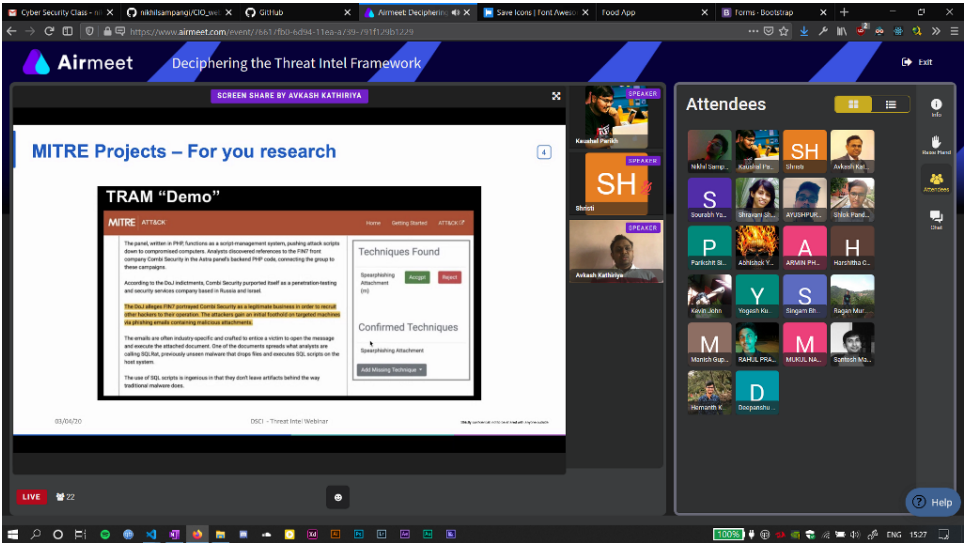 Cyber Security Class - ni
nikhilsampangi/CIO_web
GitHub
Airmeet: Deciphering
Save Icons | Font Awesom
Food App
Forms · Bootstrap
https://www.airmeet.com/event/
Airmeet
Deciphering the Threat Intel Framework
Exit
SCREEN SHARE BY AVKASH KATHIRIYA
MITRE Projects – For you research
4
TRAM “Demo”
MITRE ATT&CK
Home
Getting Started
ATT&CK
The panel, written in PHP, functions as a script-management system, pushing attack scripts
down to compromised computers. Analysts discovered references to the FIN7 front
company Combi Security in the Astra panel's backend PHP code, connecting the group to
these campaigns.
According to the DoJ indictments, Combi Security purported itself as a penetration-testing
and security services company based in Russia and Israel.
The DoJ alleges FIN7 portrayed Combi Security as a legitimate business in order to recruit
other hackers to their operation. The attackers gain an initial foothold on targeted machines
via phishing emails containing malicious attachments.
The emails are often industry-specific and crafted to entice a victim to open the message
and execute the attached document. One of the documents spreads what analysts are
calling SQLRat, previously unseen malware that drops files and executes SQL scripts on the
host system.
The use of SQL scripts is ingenious in that they don't leave artifacts behind the way
traditional malware does.
Techniques Found
Spearphishing
Attachment
(m)
Accept
Reject
Confirmed Techniques
Spearphishing Attachment
Add Missing Technique
03/04/20
DSCI - Threat Intel Webinar
SPEAKER
Kaushal Parikh
SPEAKER
SH
Shristi
SPEAKER
Avkash Kathiriya
Attendees
Nikhil Samp...
Kaushal Pa...
SH
Shristi
Avkash Kat...
S
Sourabh Ya...
Shravani Sh...
AYUSHPUR...
Shlok Pand...
P
Parikshit Si...
Abhishek Y...
A
ARMIN PH...
H
Harshitha C...
Kevin John
Y
Yogesh Ku...
S
Singam Bh...
Ragan Mur...
M
Manish Gup...
RAHUL PRA...
M
MUKUL NA...
Santosh Ma...
Hemanth K...
D
Deepanshu ...
Info
Raise Hand
Attendees
Chat
LIVE
22
Help
100%
ENG
15:27